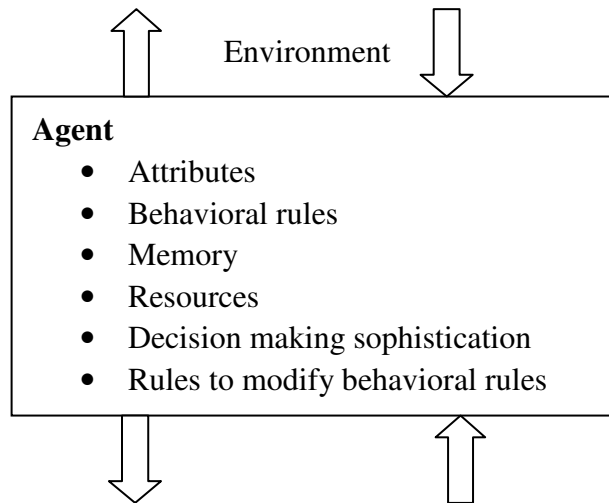 Environment
Agent
• Attributes
• Behavioral rules
• Memory
• Resources
• Decision making sophistication
• Rules to modify behavioral rules